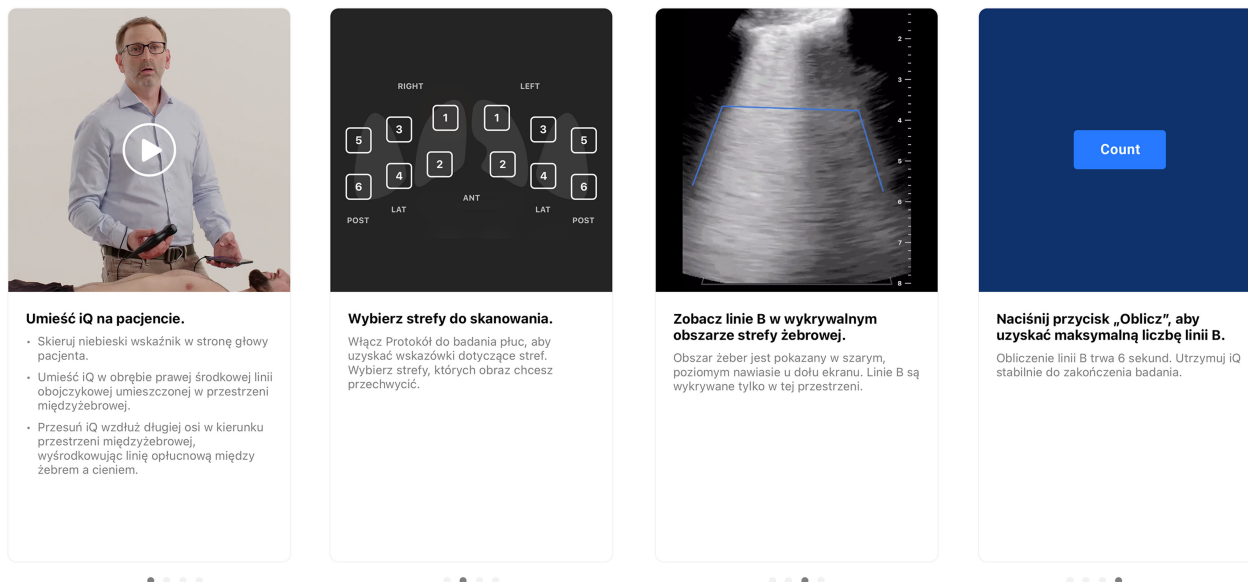 Umieść iQ na pacjencie.
• Skieruj niebieski wskaźnik w stronę głowy
pacjenta.
• Umieść iQ w obrębie prawej środkowej linii
obojczykowej umieszczonej w przestrzeni
międzyżebrowej.
• Przesuń iQ wzdłuż długiej osi w kierunku
przestrzeni międzyżebrowej,
wyśrodkowując linię opłucnową między
żebrem a cieniem.
RIGHT LEFT
1 1
3 3
5 5
2 2
4 4
6 6
ANT
LAT LAT
POST POST
Wybierz strefy do skanowania.
Włącz Protokół do badania płuc, aby
uzyskać wskazówki dotyczące stref.
Wybierz strefy, których obraz chcesz
przechwycić.
2
3
4
5
6
7
8
Zobacz linie B w wykrywalnym
obszarze strefy żebrowej.
Obszar żeber jest pokazany w szarym,
poziomym nawiasie u dołu ekranu. Linie B są
wykrywane tylko w tej przestrzeni.
Count
Naciśnij przycisk „Oblicz”, aby
uzyskać maksymalną liczbę linii B.
Obliczenie linii B trwa 6 sekund. Utrzymuj iQ
stabilnie do zakończenia badania.